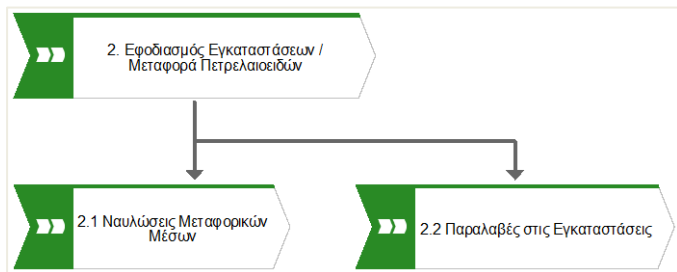 2. Εφοδιασμός Εγκαταστάσεων /
Μεταφορά Πετρελαιοειδών
2.1 Ναυλώσεις Μεταφορικών
Μέσων
2.2 Παραλαβές στις Εγκαταστάσεις